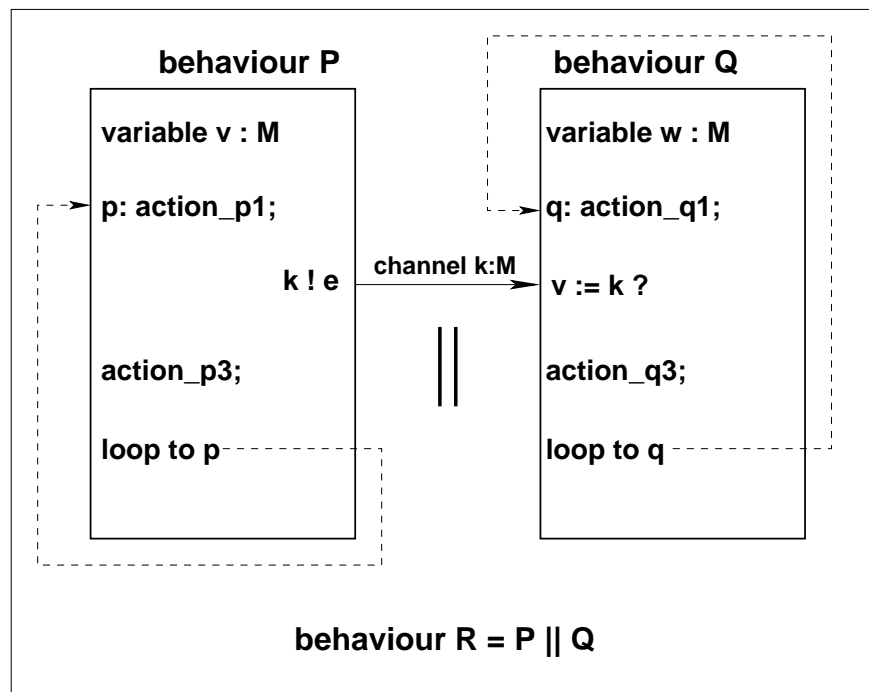 behaviour P
variable v : M
p: action_p1;
k ! e
action_p3;
loop to p
channel k:M
||
behaviour Q
variable w : M
q: action_q1;
v := k ?
action_q3;
loop to q
behaviour R = P || Q